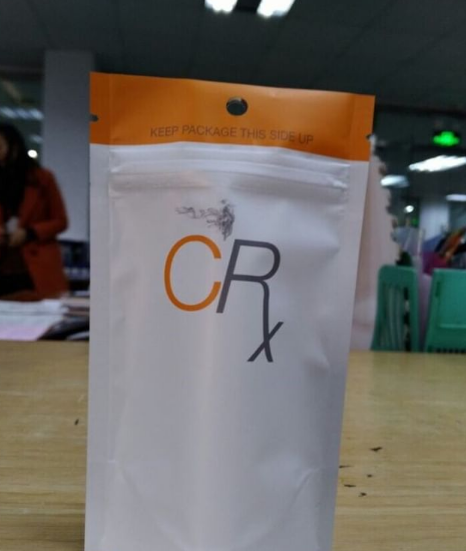 KEEP PACKAGE THIS SIDE UP
CRx